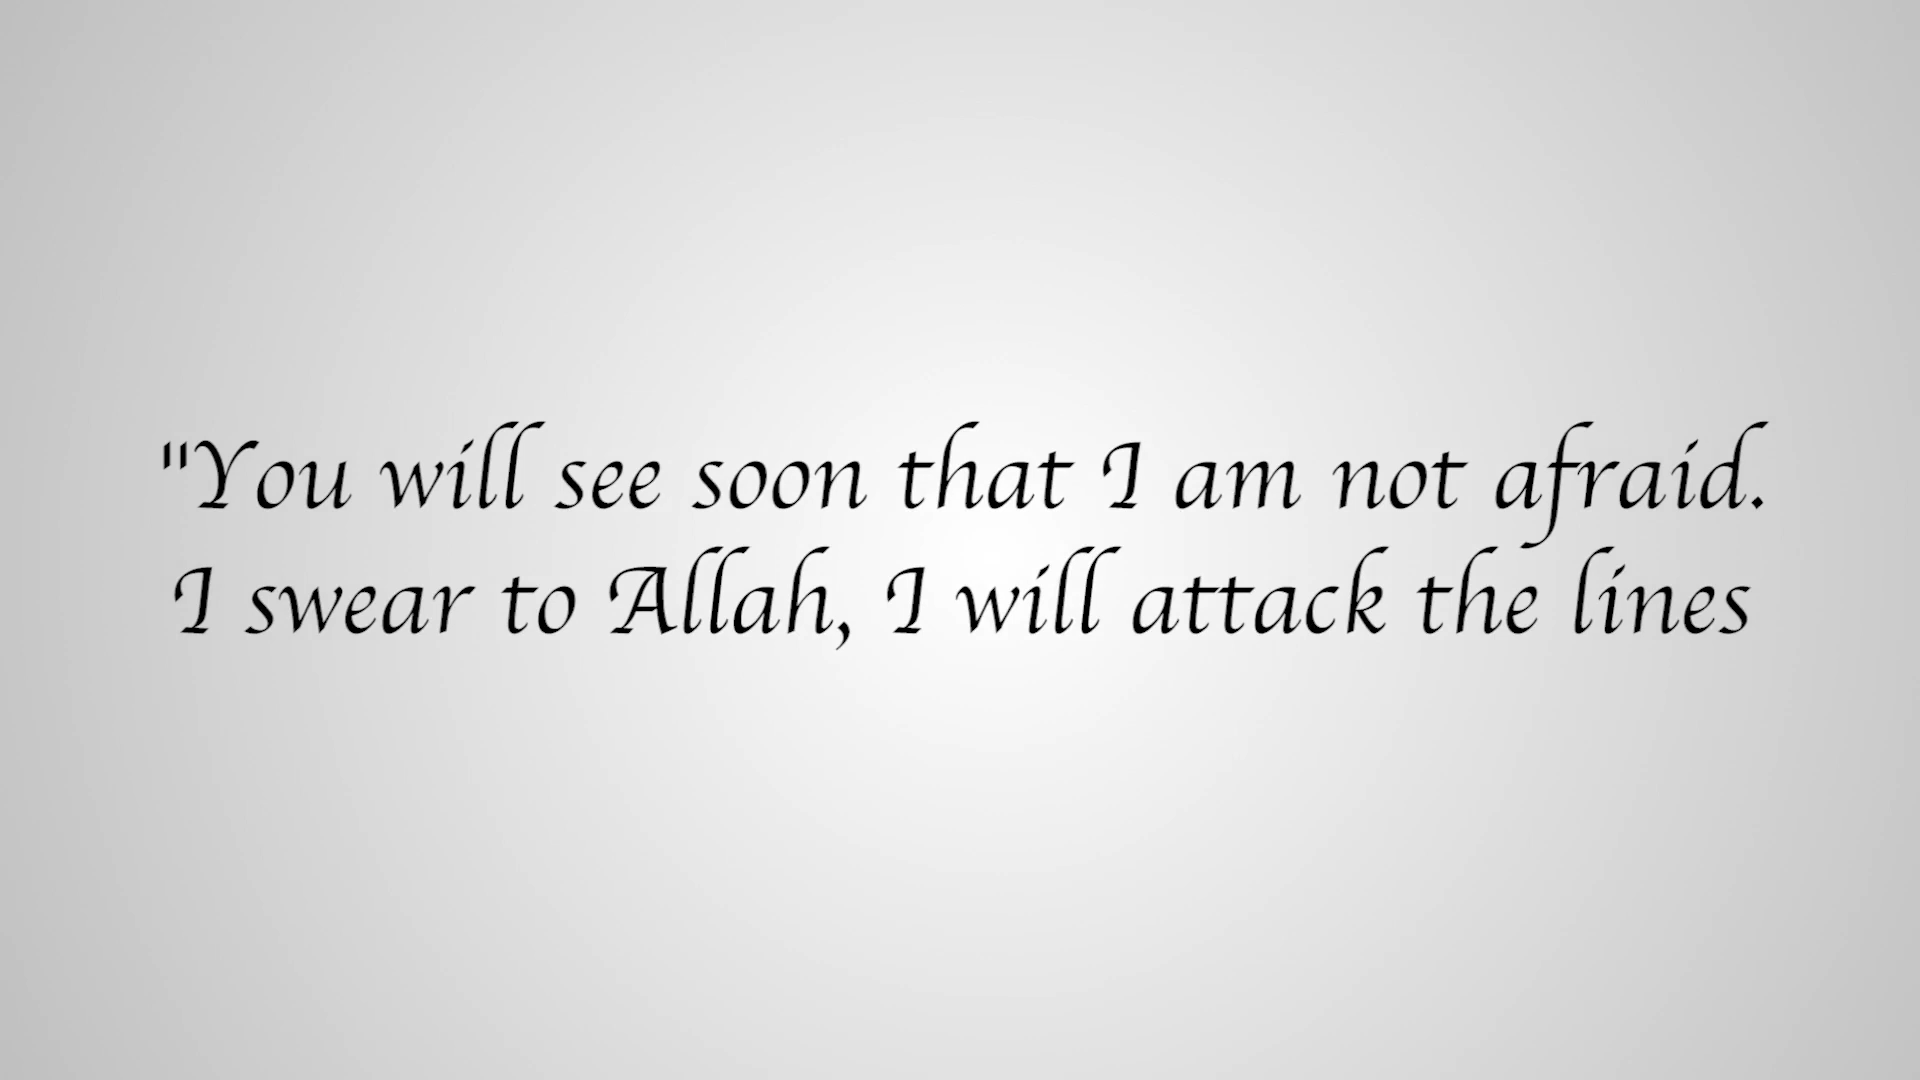 "You will see soon that I am not afraid.
I swear to Allah, I will attack the lines